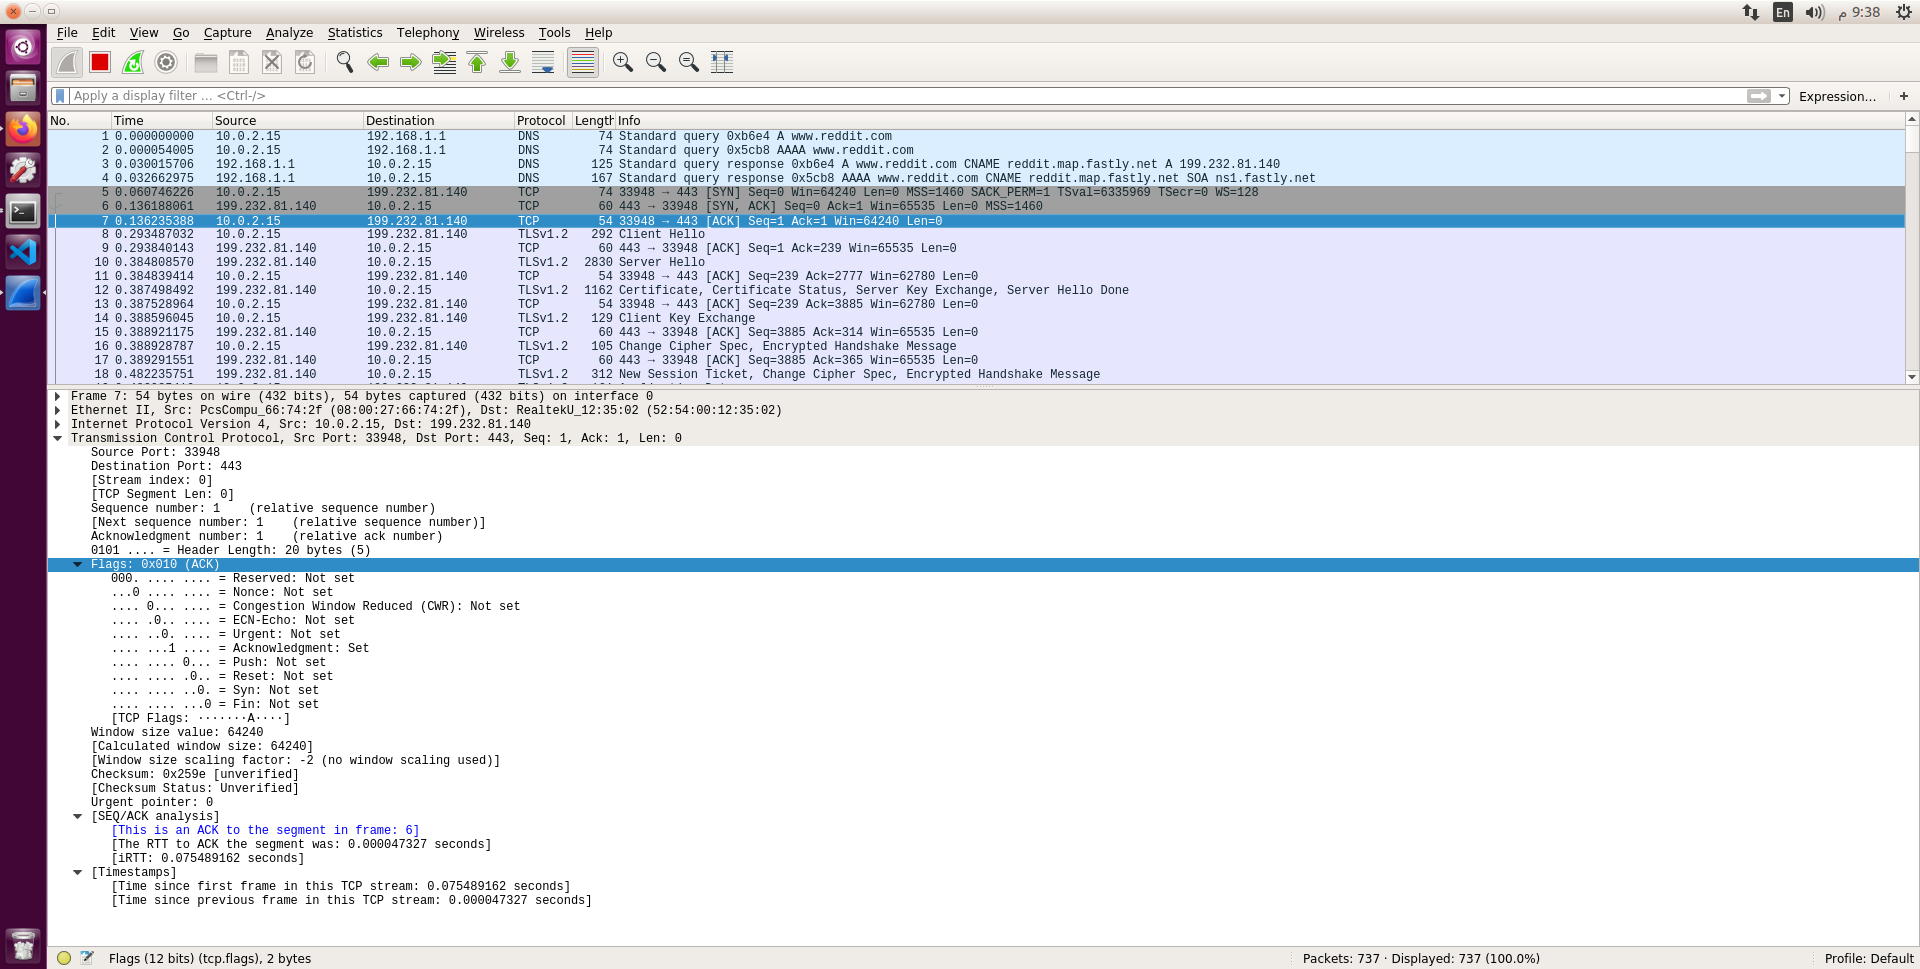 En م 9:38
File Edit View Go Capture Analyze Statistics Telephony Wireless Tools Help
Apply a display filter ... <Ctrl-/> Expression... +
No. Time Source Destination Protocol Length Info
1 0.000000000 10.0.2.15 192.168.1.1 DNS 74 Standard query 0xb6e4 A www.reddit.com
2 0.000054005 10.0.2.15 192.168.1.1 DNS 74 Standard query 0x5cb8 AAAA www.reddit.com
3 0.030015706 192.168.1.1 10.0.2.15 DNS 125 Standard query response 0xb6e4 A www.reddit.com CNAME reddit.map.fastly.net A 199.232.81.140
4 0.032662975 192.168.1.1 10.0.2.15 DNS 167 Standard query response 0x5cb8 AAAA www.reddit.com CNAME reddit.map.fastly.net SOA ns1.fastly.net
5 0.060746226 10.0.2.15 199.232.81.140 TCP 74 33948 → 443 [SYN] Seq=0 Win=64240 Len=0 MSS=1460 SACK_PERM=1 TSval=6335969 TSecr=0 WS=128
6 0.136188061 199.232.81.140 10.0.2.15 TCP 60 443 → 33948 [SYN, ACK] Seq=0 Ack=1 Win=65535 Len=0 MSS=1460
7 0.136235388 10.0.2.15 199.232.81.140 TCP 54 33948 → 443 [ACK] Seq=1 Ack=1 Win=64240 Len=0
8 0.293487032 10.0.2.15 199.232.81.140 TLSv1.2 292 Client Hello
9 0.293840143 199.232.81.140 10.0.2.15 TCP 60 443 → 33948 [ACK] Seq=1 Ack=239 Win=65535 Len=0
10 0.384808570 199.232.81.140 10.0.2.15 TLSv1.2 2830 Server Hello
11 0.384839414 10.0.2.15 199.232.81.140 TCP 54 33948 → 443 [ACK] Seq=239 Ack=2777 Win=62780 Len=0
12 0.387498492 199.232.81.140 10.0.2.15 TLSv1.2 1162 Certificate, Certificate Status, Server Key Exchange, Server Hello Done
13 0.387528964 10.0.2.15 199.232.81.140 TCP 54 33948 → 443 [ACK] Seq=239 Ack=3885 Win=62780 Len=0
14 0.388596045 10.0.2.15 199.232.81.140 TLSv1.2 129 Client Key Exchange
15 0.388921175 199.232.81.140 10.0.2.15 TCP 60 443 → 33948 [ACK] Seq=3885 Ack=314 Win=65535 Len=0
16 0.388928787 10.0.2.15 199.232.81.140 TLSv1.2 105 Change Cipher Spec, Encrypted Handshake Message
17 0.389291551 199.232.81.140 10.0.2.15 TCP 60 443 → 33948 [ACK] Seq=3885 Ack=365 Win=65535 Len=0
18 0.482235751 199.232.81.140 10.0.2.15 TLSv1.2 312 New Session Ticket, Change Cipher Spec, Encrypted Handshake Message
Frame 7: 54 bytes on wire (432 bits), 54 bytes captured (432 bits) on interface 0
Ethernet II, Src: PcsCompu_66:74:2f (08:00:27:66:74:2f), Dst: RealtekU_12:35:02 (52:54:00:12:35:02)
Internet Protocol Version 4, Src: 10.0.2.15, Dst: 199.232.81.140
Transmission Control Protocol, Src Port: 33948, Dst Port: 443, Seq: 1, Ack: 1, Len: 0
Source Port: 33948
Destination Port: 443
[Stream index: 0]
[TCP Segment Len: 0]
Sequence number: 1 (relative sequence number)
[Next sequence number: 1 (relative sequence number)]
Acknowledgment number: 1 (relative ack number)
0101 .... = Header Length: 20 bytes (5)
Flags: 0x010 (ACK)
000. .... .... = Reserved: Not set
...0 .... .... = Nonce: Not set
.... 0... .... = Congestion Window Reduced (CWR): Not set
.... .0.. .... = ECN-Echo: Not set
.... ..0. .... = Urgent: Not set
.... ...1 .... = Acknowledgment: Set
.... .... 0... = Push: Not set
.... .... .0.. = Reset: Not set
.... .... ..0. = Syn: Not set
.... .... ...0 = Fin: Not set
[TCP Flags: ·······A····]
Window size value: 64240
[Calculated window size: 64240]
[Window size scaling factor: -2 (no window scaling used)]
Checksum: 0x259e [unverified]
[Checksum Status: Unverified]
Urgent pointer: 0
[SEQ/ACK analysis]
[This is an ACK to the segment in frame: 6]
[The RTT to ACK the segment was: 0.000047327 seconds]
[iRTT: 0.075489162 seconds]
[Timestamps]
[Time since first frame in this TCP stream: 0.075489162 seconds]
[Time since previous frame in this TCP stream: 0.000047327 seconds]
Flags (12 bits) (tcp.flags), 2 bytes Packets: 737 · Displayed: 737 (100.0%) Profile: Default